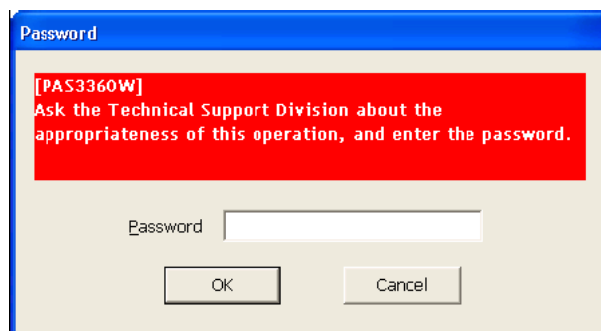 Password
[PAS3360W]
Ask the Technical Support Division about the
appropriateness of this operation, and enter the password.
Password
OK Cancel